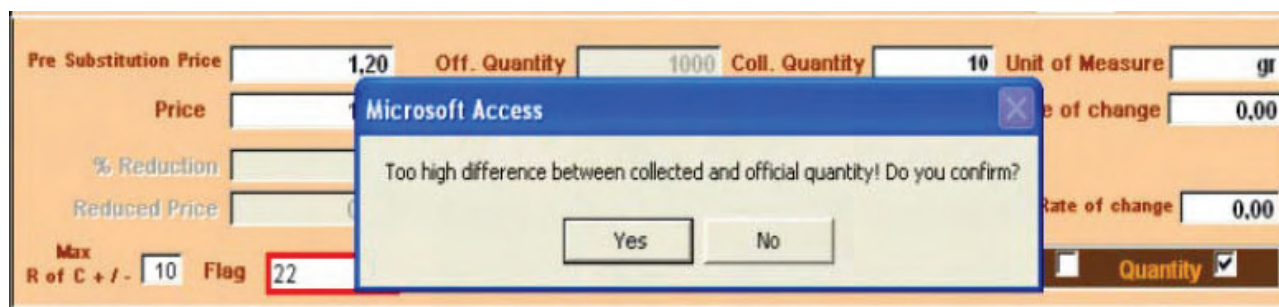 Pre Substitution Price 1,20 Off. Quantity 1000 Coll. Quantity 10 Unit of Measure gr
Price 1 Microsoft Access e of change 0,00
% Reduction Too high difference between collected and official quantity! Do you confirm?
Reduced Price Rate of change 0,00
Yes No
Max
R of C + / - 10 Flag 22 Quantity